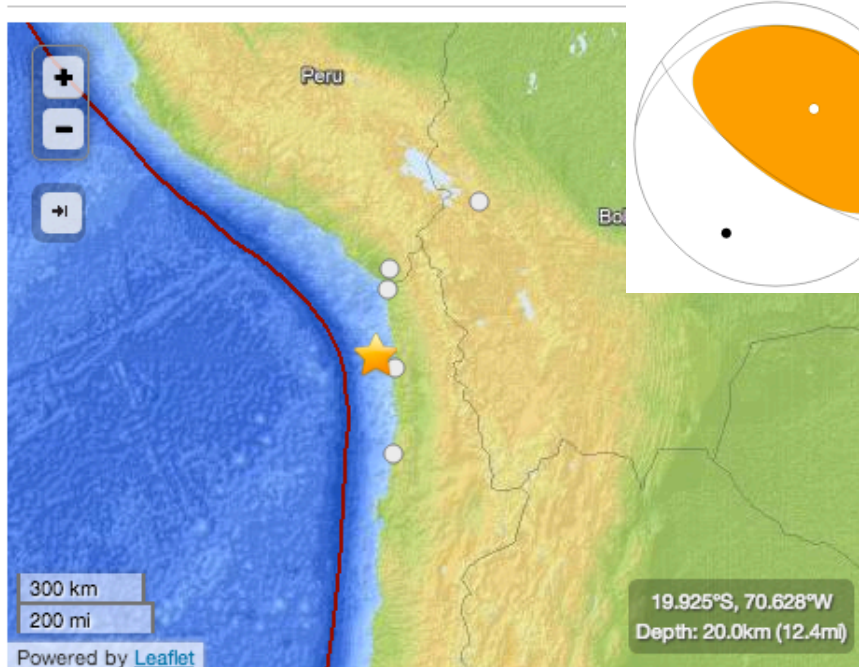 +
Peru
−
Bol
300 km
200 mi
19.925°S, 70.628°W
Depth: 20.0km (12.4mi)
Powered by Leaflet